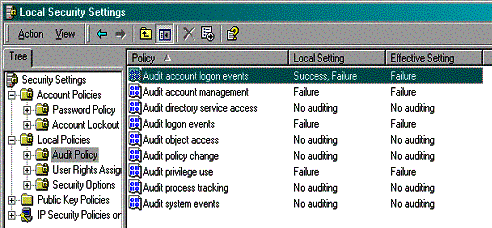 Local Security Settings
Action View
Tree
Policy Local Setting Effective Setting
Security Settings
Account Policies
Password Policy
Account Lockout
Local Policies
Audit Policy
User Rights Assig
Security Options
Public Key Policies
IP Security Policies or
Audit account logon events Success, Failure Failure
Audit account management Failure Failure
Audit directory service access No auditing No auditing
Audit logon events Failure Failure
Audit object access No auditing No auditing
Audit policy change No auditing No auditing
Audit privilege use Failure Failure
Audit process tracking No auditing No auditing
Audit system events No auditing No auditing